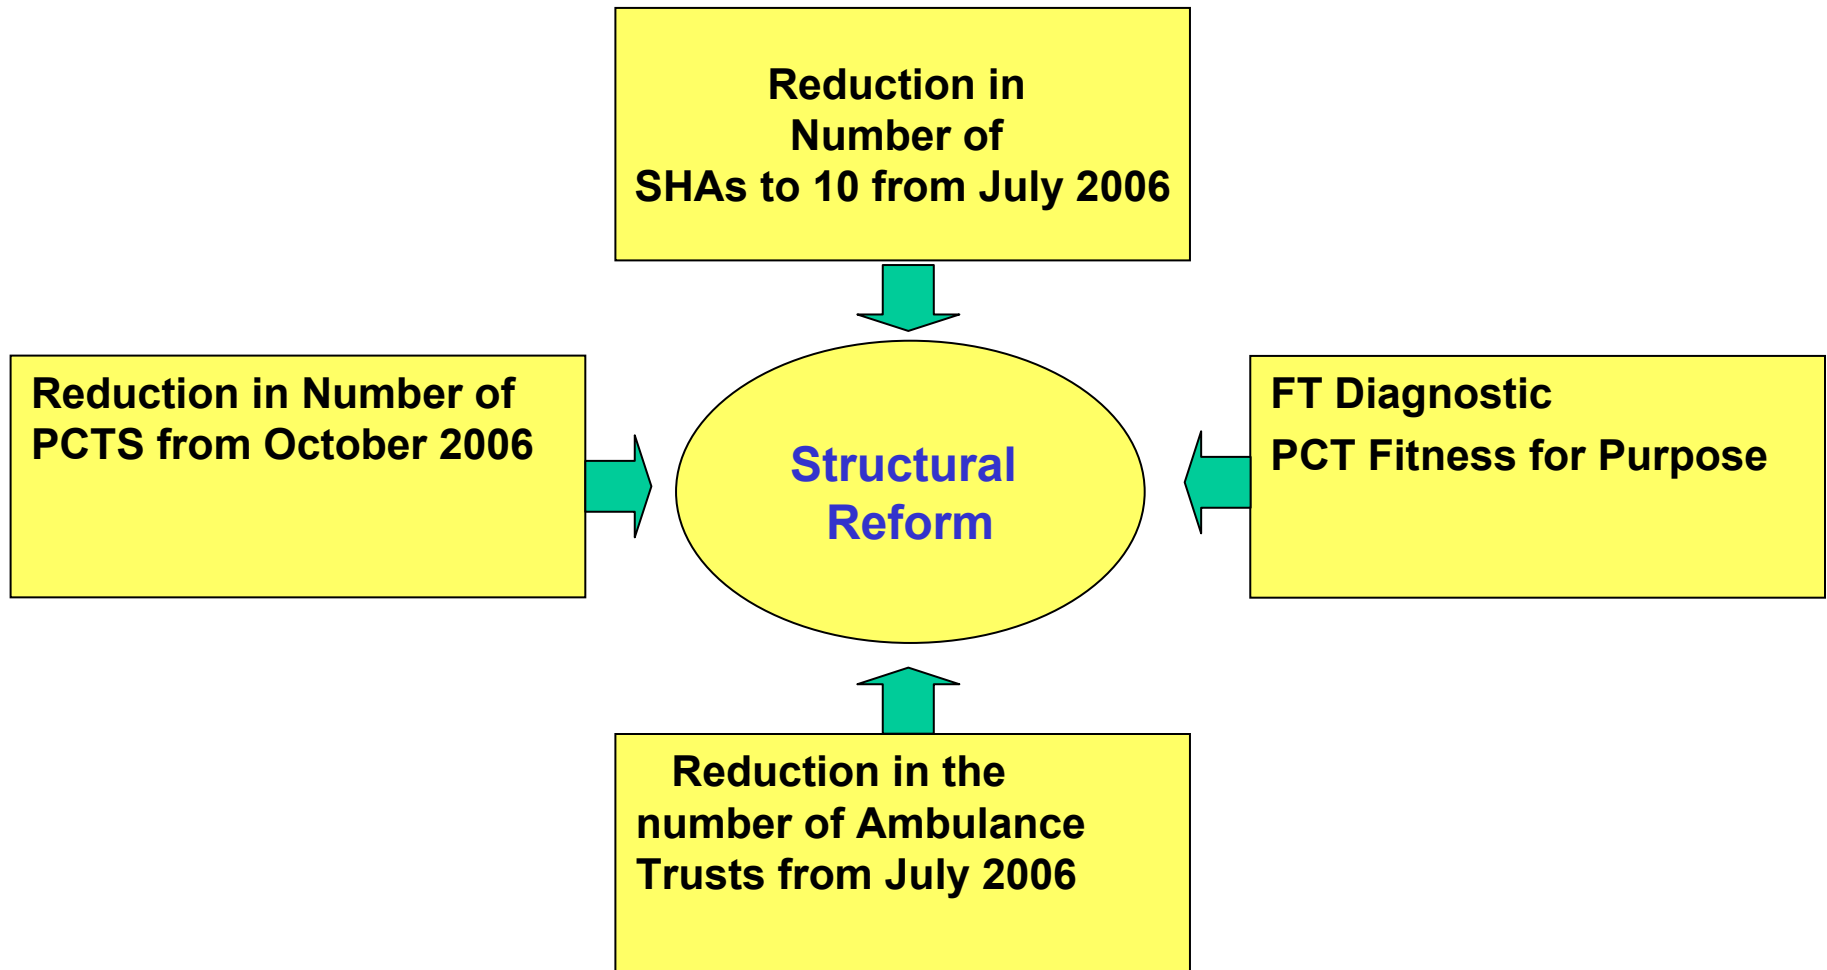 Reduction in
Number of
SHAs to 10 from July 2006
Reduction in Number of
PCTS from October 2006
Structural
Reform
FT Diagnostic
PCT Fitness for Purpose
Reduction in the
number of Ambulance
Trusts from July 2006